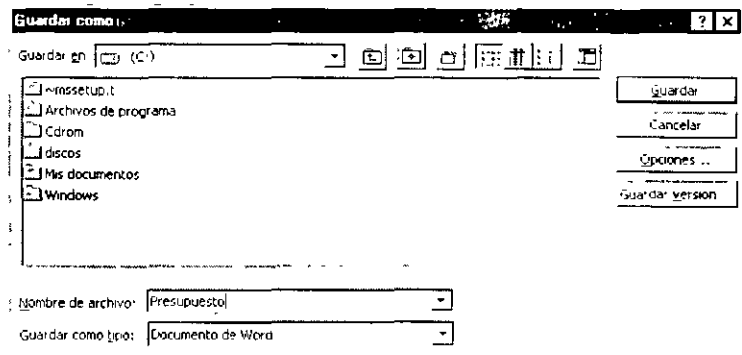 Guardar como
Guardar en: (C:)
~mssetup.t
Archivos de programa
Cdrom
discos
Mis documentos
Windows
Guardar
Cancelar
Opciones ...
Guardar version
Nombre de archivo: Presupuesto
Guardar como tipo: Documento de Word